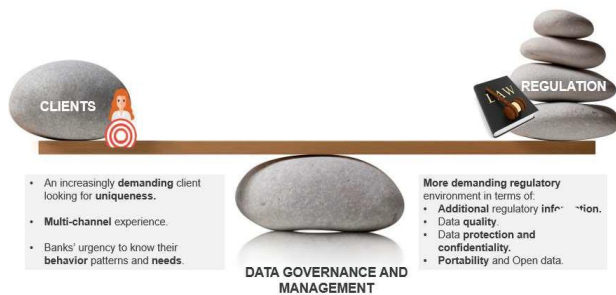 CLIENTS
REGULATION
LAW
• An increasingly demanding client
looking for uniqueness.
• Multi-channel experience.
• Banks' urgency to know their
behavior patterns and needs.
More demanding regulatory
environment in terms of:
• Additional regulatory information.
• Data quality.
• Data protection and
confidentiality.
• Portability and Open data.
DATA GOVERNANCE AND
MANAGEMENT